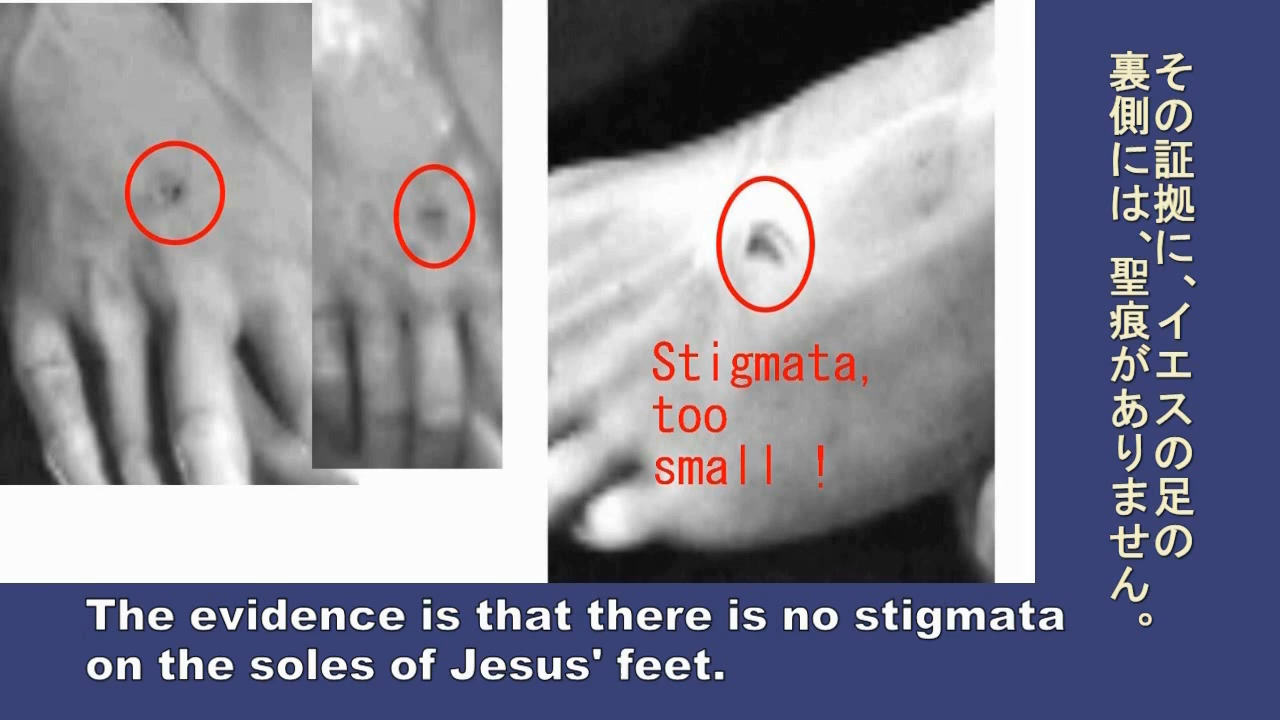 その証拠に、イエスの足の
裏側には、聖痕がありません。
Stigmata,
too
small !
The evidence is that there is no stigmata
on the soles of Jesus' feet.